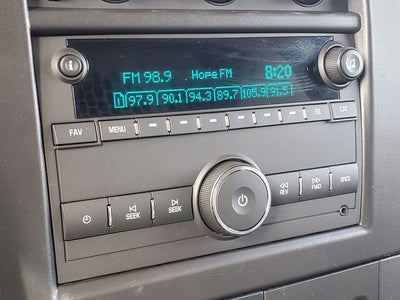 FM 98.9 Hope FM 8:20
1 97.9 90.1 94.3 89.7 105.9 91.5
FAV MENU CAT
SEEK SEEK REV FWD SRCE